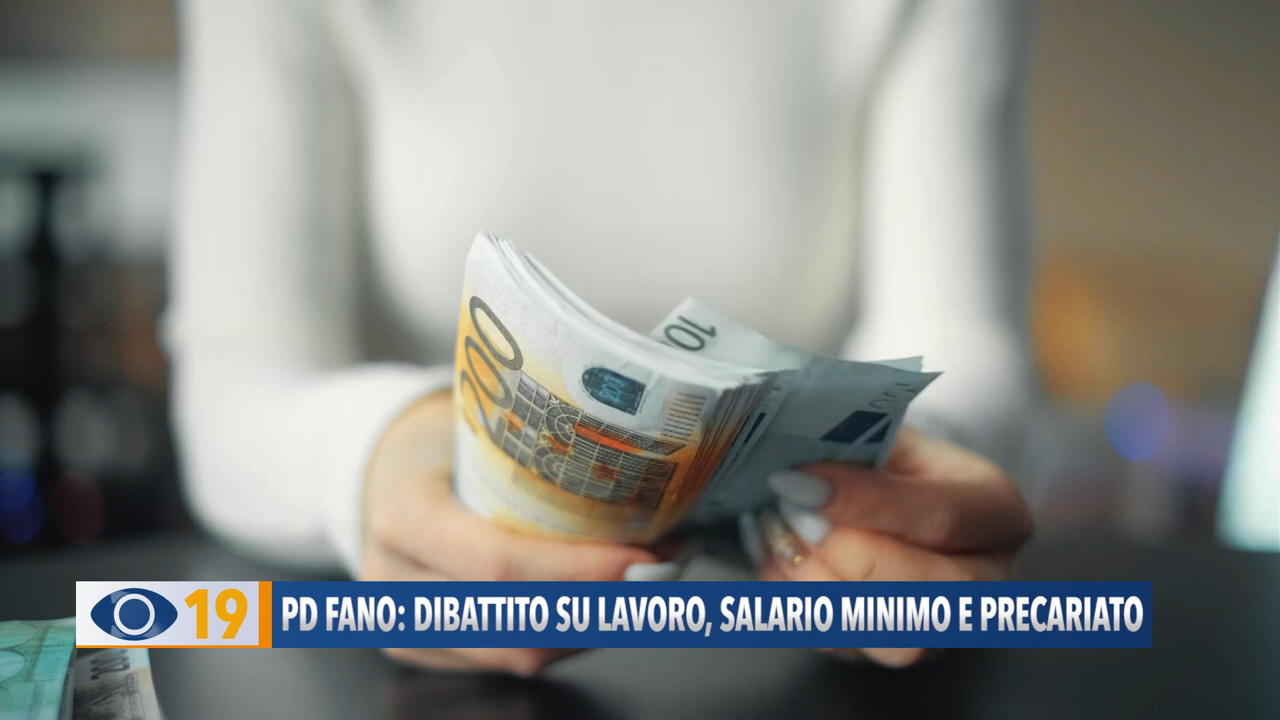 200
10
19
PD FANO: DIBATTITO SU LAVORO, SALARIO MINIMO E PRECARIATO